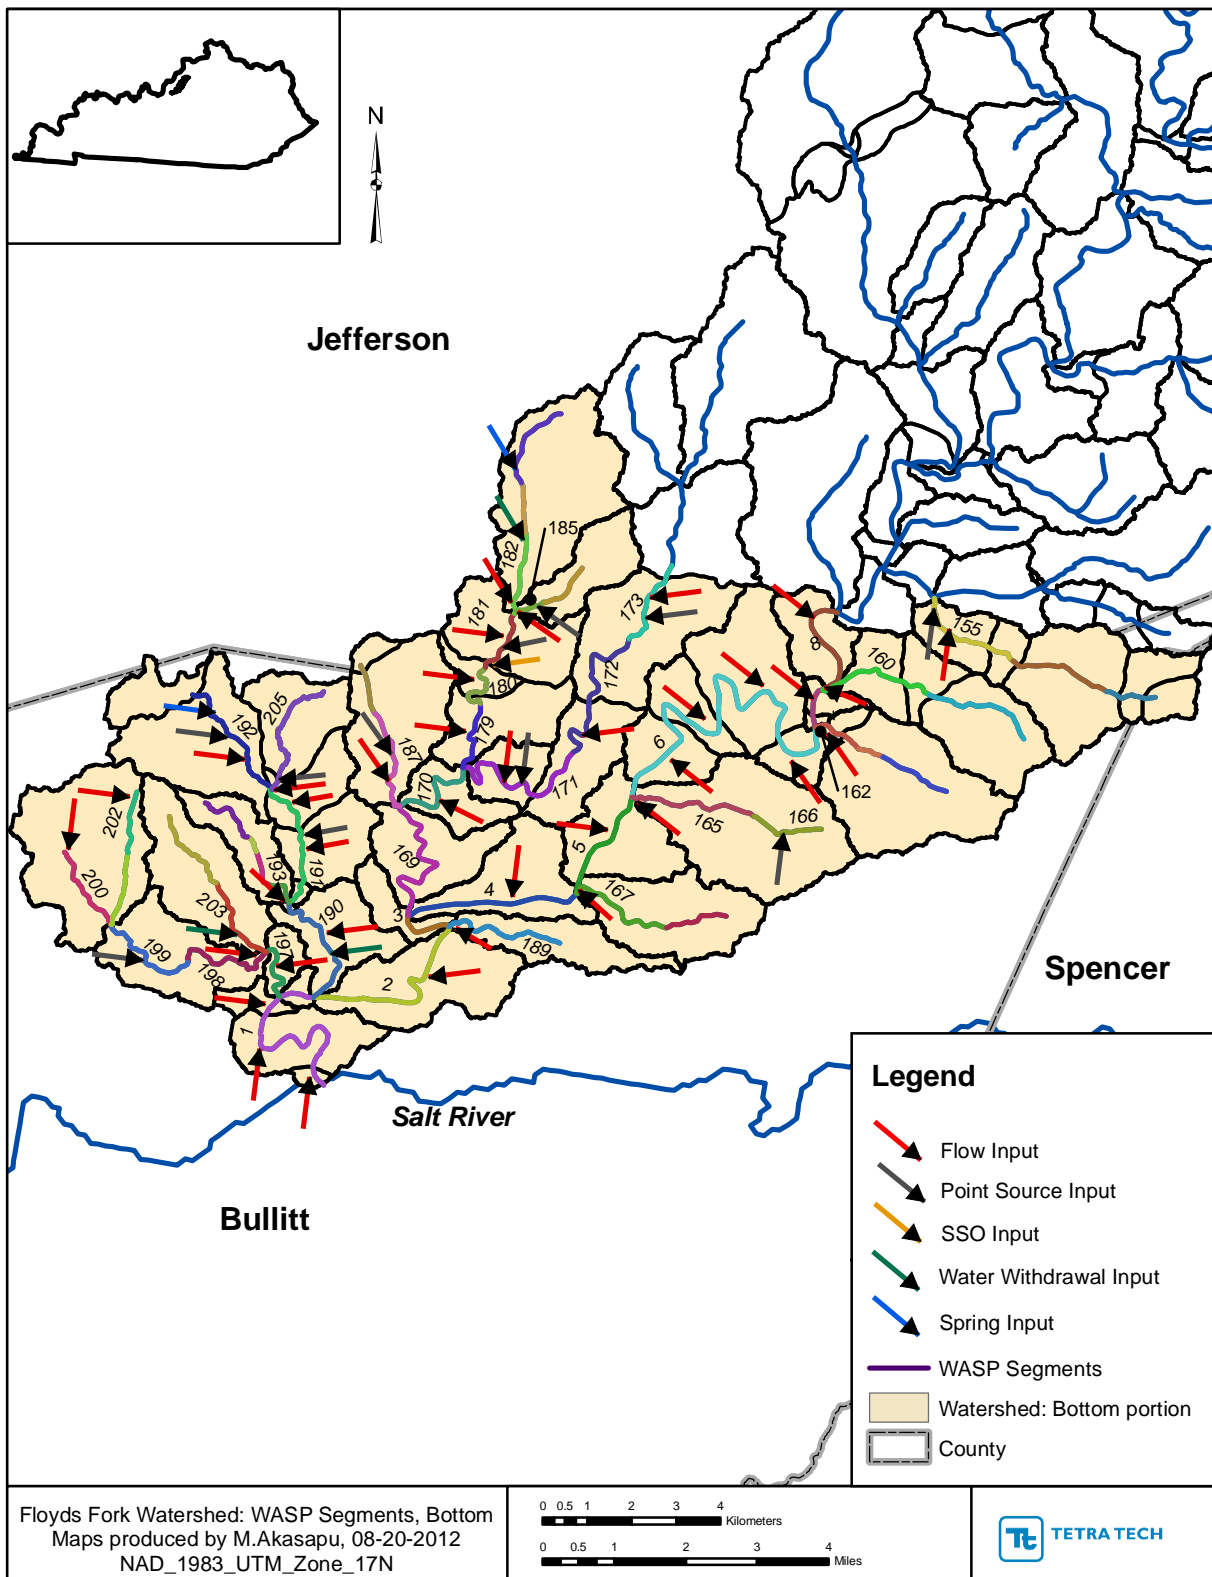 N
Jefferson
185
182
181
173
155
8
160
180
172
205
192
179
6
187
170
171
162
202
165
166
5
191
193
169
200
4
167
203
190
3
197
189
199
198
2
1
Spencer
Salt River
Bullitt
Legend
Flow Input
Point Source Input
SSO Input
Water Withdrawal Input
Spring Input
WASP Segments
Watershed: Bottom portion
County
Floyds Fork Watershed: WASP Segments, Bottom
Maps produced by M.Akasapu, 08-20-2012
NAD_1983_UTM_Zone_17N
0 0.5 1 2 3 4
Kilometers
0 0.5 1 2 3 4
Miles
Tt TETRA TECH